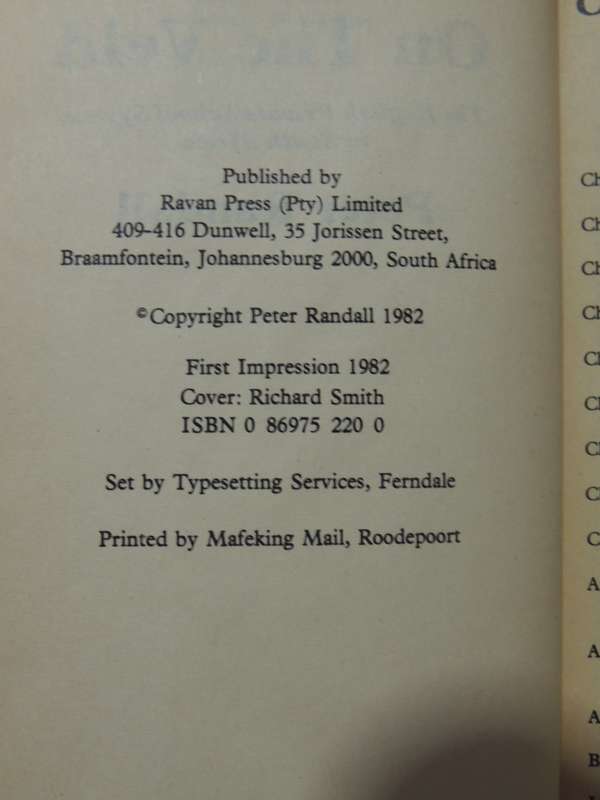 Published by
Ravan Press (Pty) Limited
409-416 Dunwell, 35 Jorissen Street,
Braamfontein, Johannesburg 2000, South Africa
©Copyright Peter Randall 1982
First Impression 1982
Cover: Richard Smith
ISBN 0 86975 220 0
Set by Typesetting Services, Ferndale
Printed by Mafeking Mail, Roodepoort